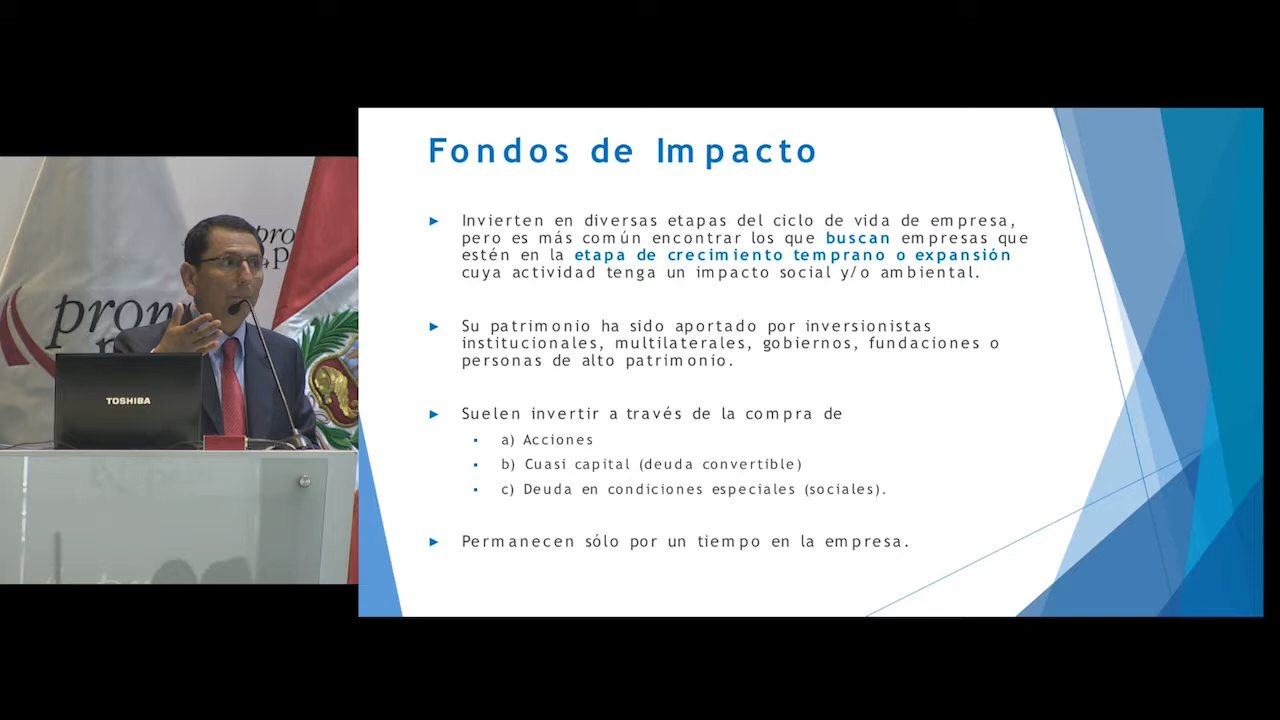 Fondos de Impacto
► Invierten en diversas etapas del ciclo de vida de empresa,
pero es más común encontrar los que buscan empresas que
estén en la etapa de crecimiento temprano o expansión
cuya actividad tenga un impacto social y/o ambiental.
► Su patrimonio ha sido aportado por inversionistas
institucionales, multilaterales, gobiernos, fundaciones o
personas de alto patrimonio.
► Suelen invertir a través de la compra de
▪ a) Acciones
▪ b) Cuasi capital (deuda convertible)
▪ c) Deuda en condiciones especiales (sociales).
► Permanecen sólo por un tiempo en la empresa.
TOSHIBA